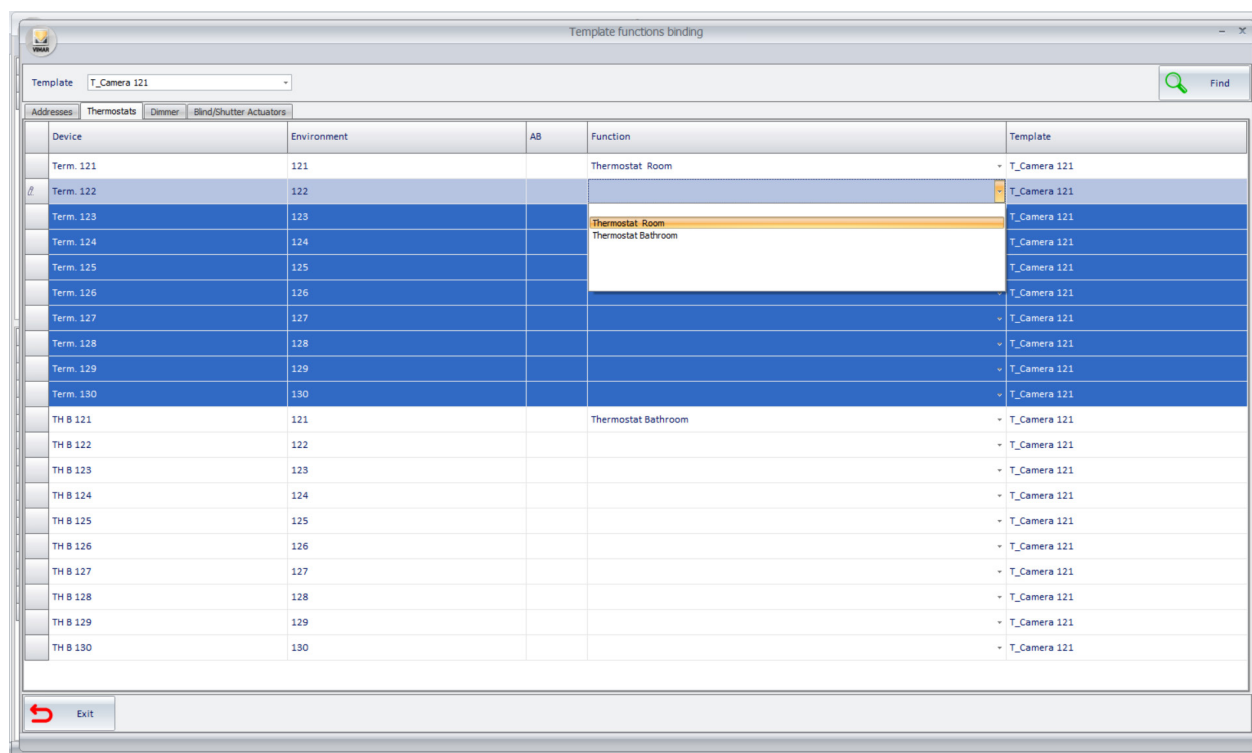 Template functions binding
VIMAR
Template T_Camera 121 Find
Addresses Thermostats Dimmer Blind/Shutter Actuators
Device Environment AB Function Template
Term. 121 121 Thermostat Room T_Camera 121
Term. 122 122 T_Camera 121
Term. 123 123 T_Camera 121
Thermostat Room
Thermostat Bathroom
Term. 124 124 T_Camera 121
Term. 125 125 T_Camera 121
Term. 126 126 T_Camera 121
Term. 127 127 T_Camera 121
Term. 128 128 T_Camera 121
Term. 129 129 T_Camera 121
Term. 130 130 T_Camera 121
TH B 121 121 Thermostat Bathroom T_Camera 121
TH B 122 122 T_Camera 121
TH B 123 123 T_Camera 121
TH B 124 124 T_Camera 121
TH B 125 125 T_Camera 121
TH B 126 126 T_Camera 121
TH B 127 127 T_Camera 121
TH B 128 128 T_Camera 121
TH B 129 129 T_Camera 121
TH B 130 130 T_Camera 121
Exit